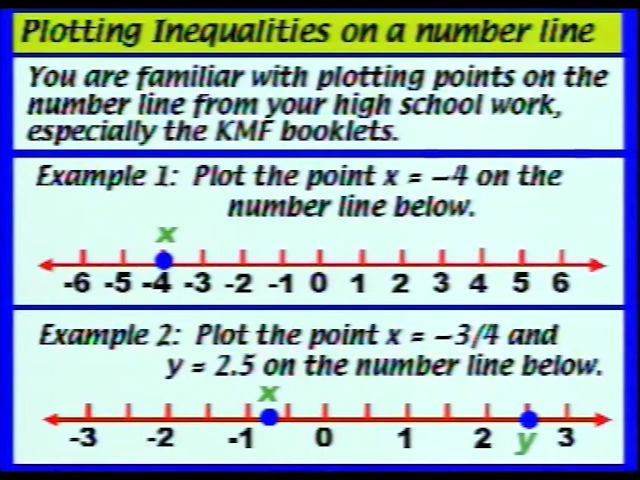 Plotting Inequalities on a number line
You are familiar with plotting points on the
number line from your high school work,
especially the KMF booklets.
Example 1: Plot the point x = −4 on the
number line below.
x
-6 -5 -4 -3 -2 -1 0 1 2 3 4 5 6
Example 2: Plot the point x = −3/4 and
y = 2.5 on the number line below.
x
-3 -2 -1 0 1 2 3
y